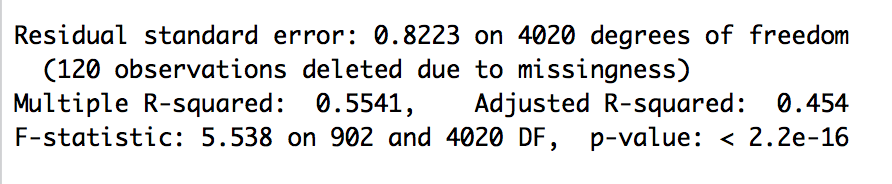 Residual standard error: 0.8223 on 4020 degrees of freedom
(120 observations deleted due to missingness)
Multiple R-squared:  0.5541,	Adjusted R-squared:  0.454
F-statistic: 5.538 on 902 and 4020 DF,  p-value: < 2.2e-16